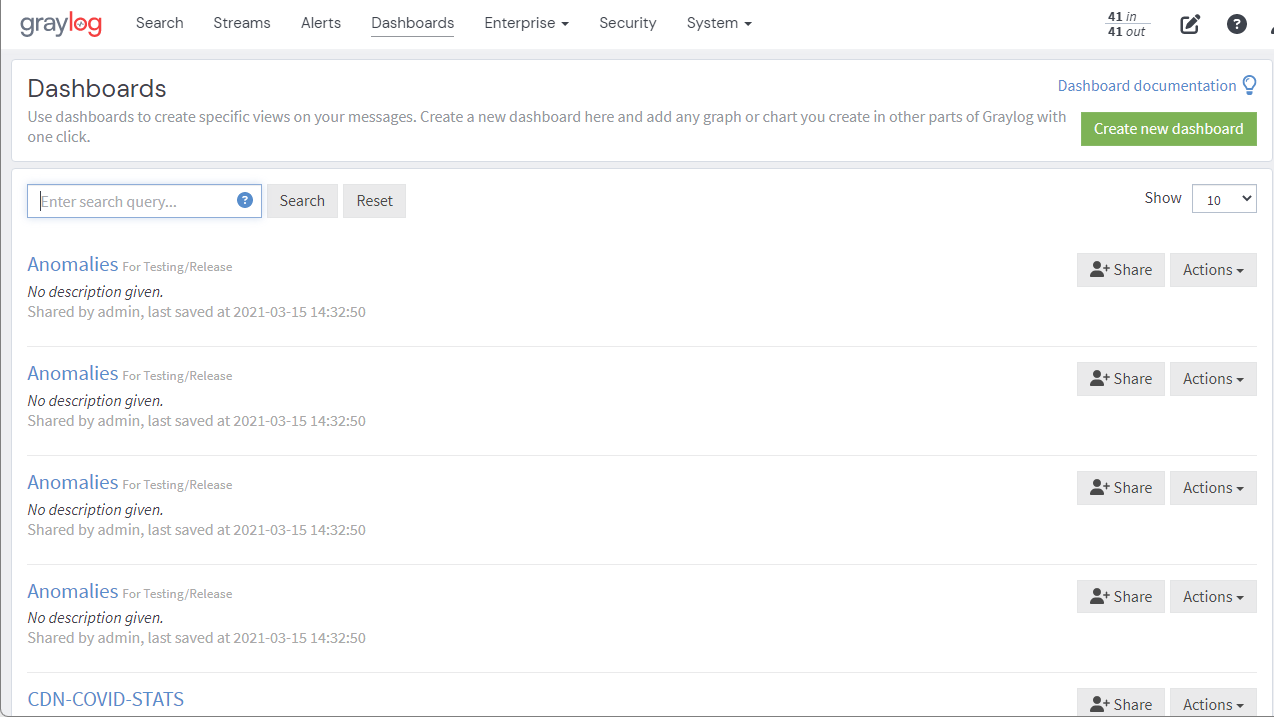 graylog Search Streams Alerts Dashboards Enterprise Security System 41 in
41 out
Dashboards
Dashboard documentation
Use dashboards to create specific views on your messages. Create a new dashboard here and add any graph or chart you create in other parts of Graylog with
one click.
Create new dashboard
Enter search query... ? Search Reset Show 10
Anomalies For Testing/Release Share Actions
No description given.
Shared by admin, last saved at 2021-03-15 14:32:50
Anomalies For Testing/Release Share Actions
No description given.
Shared by admin, last saved at 2021-03-15 14:32:50
Anomalies For Testing/Release Share Actions
No description given.
Shared by admin, last saved at 2021-03-15 14:32:50
Anomalies For Testing/Release Share Actions
No description given.
Shared by admin, last saved at 2021-03-15 14:32:50
CDN-COVID-STATS Share Actions